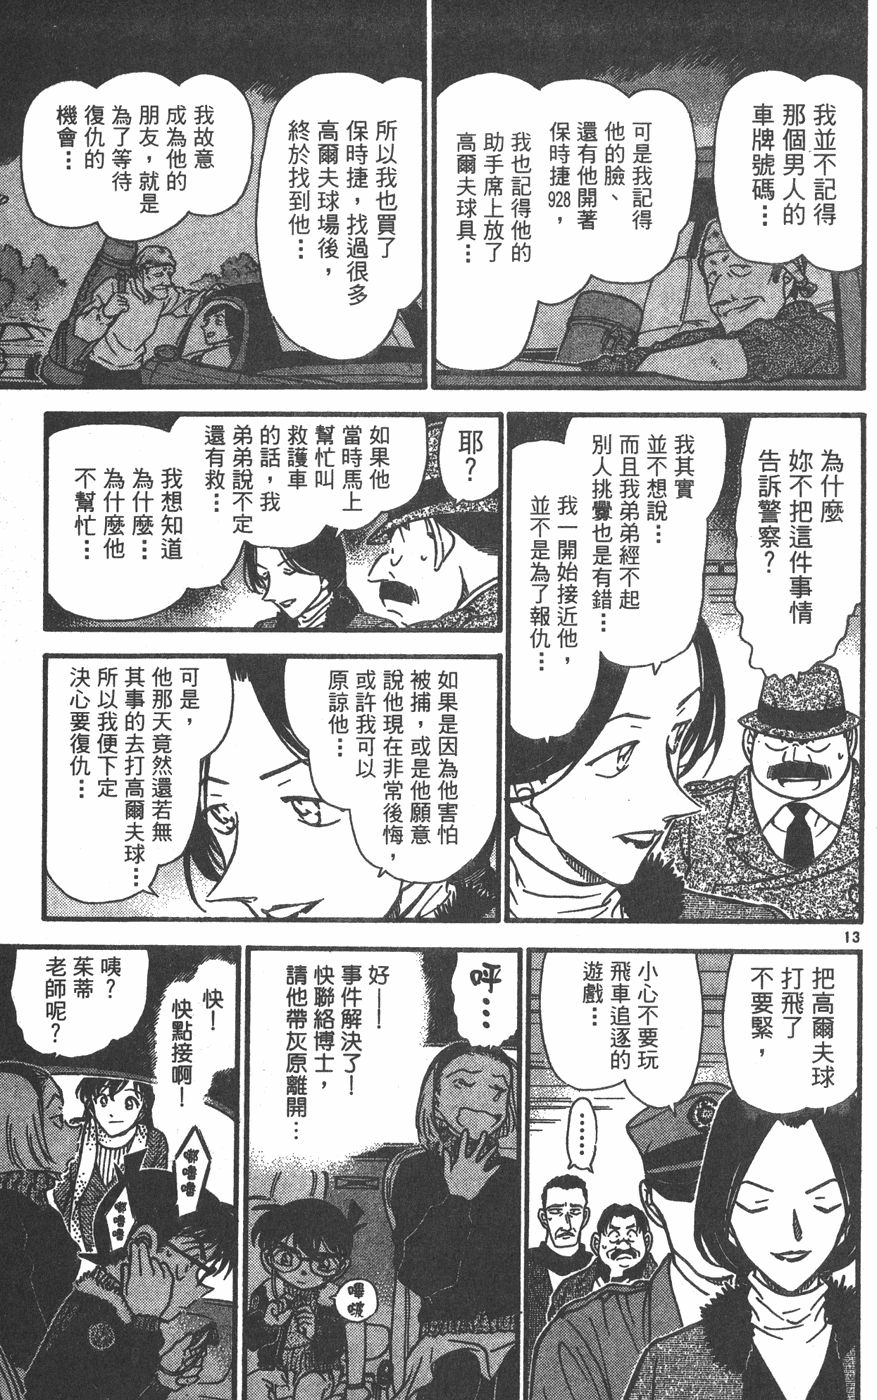 我並不記得
那個男人的
車牌號碼…
可是我記得
他的臉、
還有他開著
保時捷928，
我也記得他的
助手席上放了
高爾夫球具…
所以我也買了
保時捷，找過很多
高爾夫球場後，
終於找到他…
我故意
成為他的
朋友，就是
為了等待
復仇的
機會…
為什麼
妳不把這件事情
告訴警察？
我其實
並不想說…
而且我弟弟經不起
別人挑釁也是有錯…
我一開始接近他，
並不是為了報仇…
耶？
如果他
當時馬上
幫忙叫
救護車
的話，我
弟弟說不定
還有救…
我想知道
為什麼…
為什麼他
不幫忙…
如果是因為他害怕
被捕，或是他願意
說他現在非常後悔，
或許我可以
原諒他…
可是，
他那天竟然還若無
其事的去打高爾夫球…
所以我便下定
決心要復仇…
13
把高爾夫球
打飛了
不要緊，
小心不要玩
飛車追逐的
遊戲…
……
呼…
好──
事件解決了！
快聯絡博士，
請他帶灰原離開…
嗶
啵
快！
快點接啊！
嘟嚕嚕
嘟嚕嚕
咦？
茱蒂
老師呢？